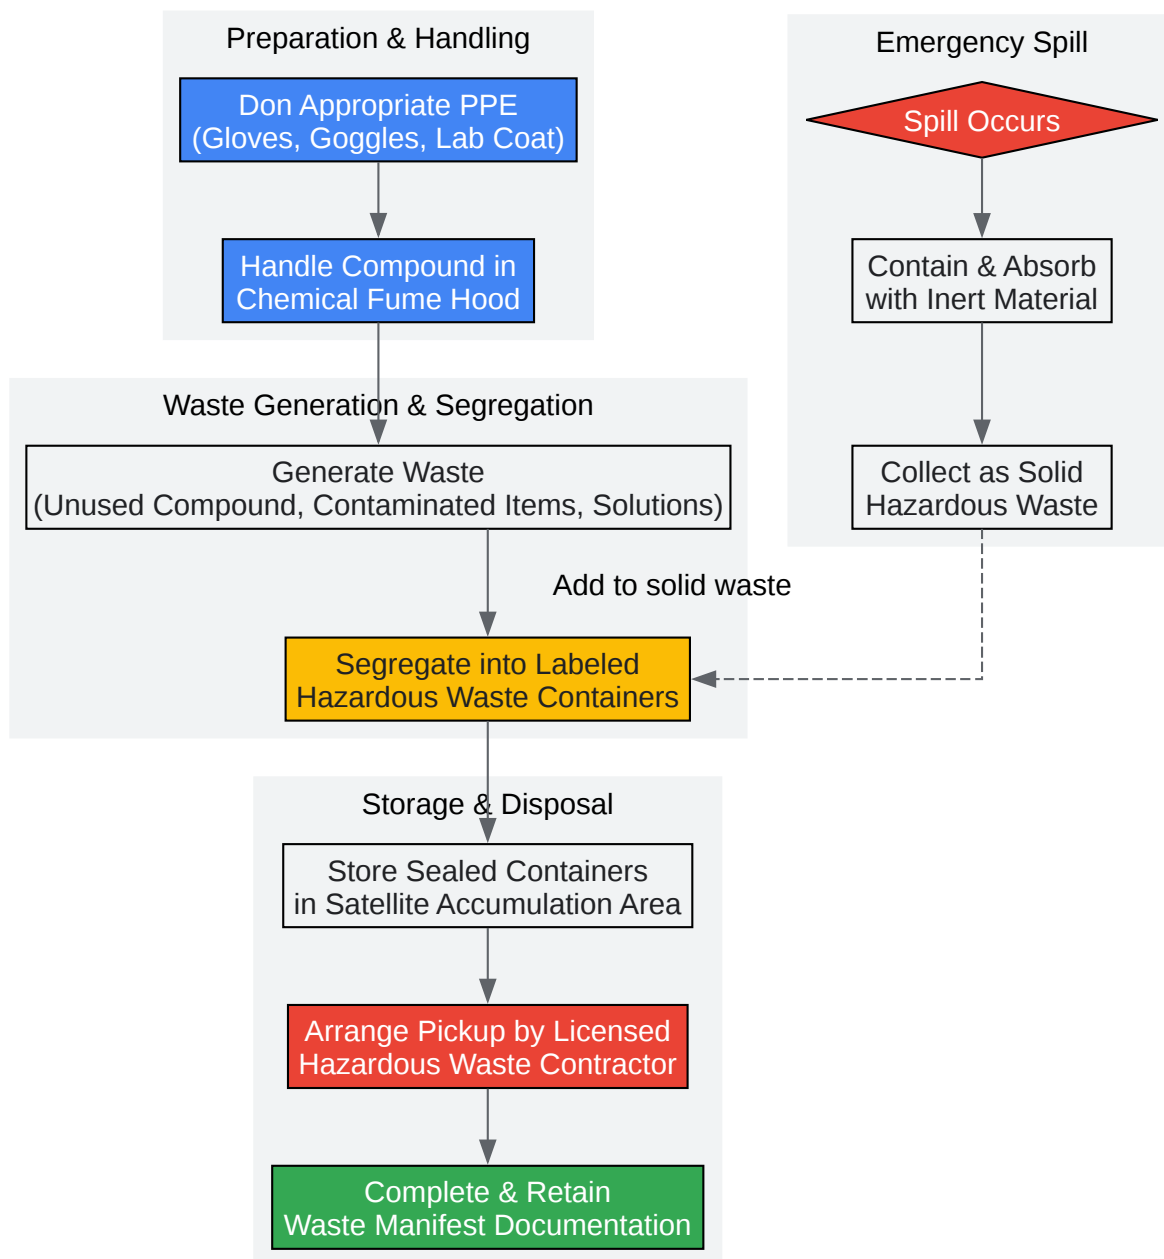 Preparation & Handling
Don Appropriate PPE
(Gloves, Goggles, Lab Coat)
Handle Compound in
Chemical Fume Hood
Waste Generation & Segregation
Generate Waste
(Unused Compound, Contaminated Items, Solutions)
Add to solid waste
Segregate into Labeled
Hazardous Waste Containers
Storage & Disposal
Store Sealed Containers
in Satellite Accumulation Area
Arrange Pickup by Licensed
Hazardous Waste Contractor
Complete & Retain
Waste Manifest Documentation
Emergency Spill
Spill Occurs
Contain & Absorb
with Inert Material
Collect as Solid
Hazardous Waste